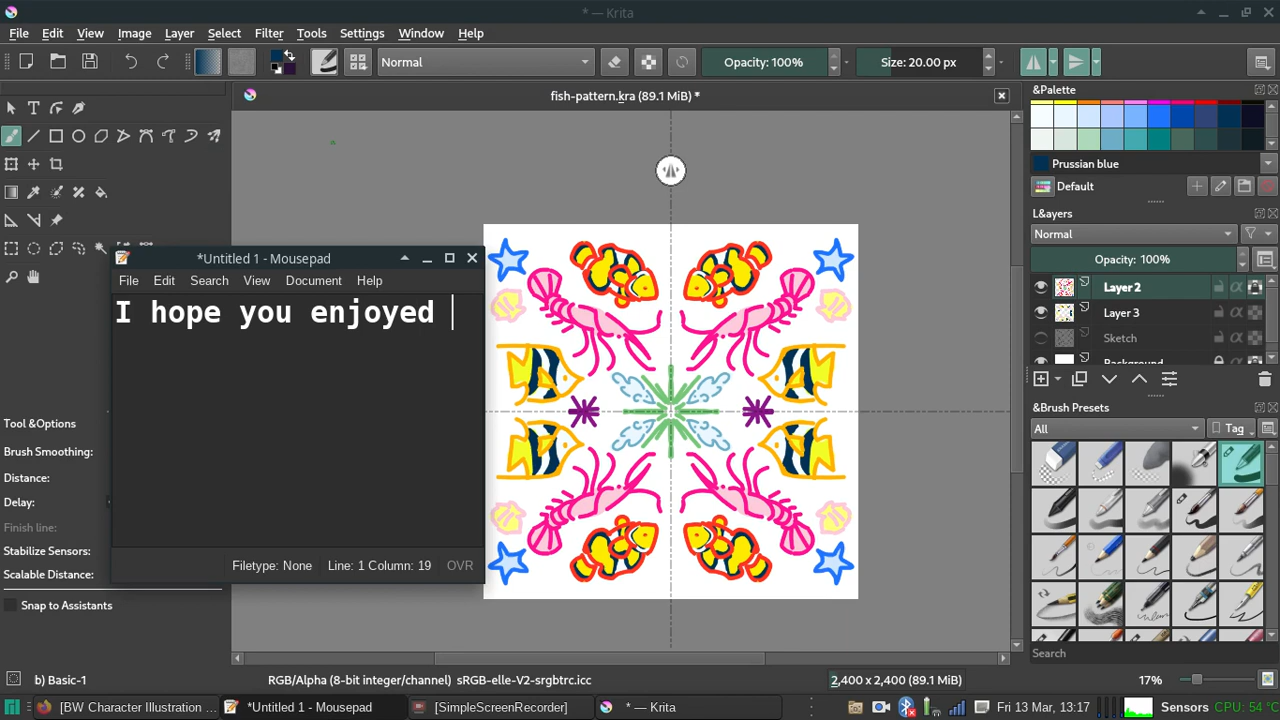 * — Krita
File Edit View Image Layer Select Filter Tools Settings Window Help
Normal Opacity: 100% Size: 20.00 px
fish-pattern.kra (89.1 MiB) *
&Palette
Prussian blue
Default
L&ayers
Normal
Opacity: 100%
Layer 2
Layer 3
Sketch
Background
*Untitled 1 - Mousepad
File Edit Search View Document Help
I hope you enjoyed
Filetype: None Line: 1 Column: 19 OVR
Tool &Options
Brush Smoothing:
Distance:
Delay:
Finish line:
Stabilize Sensors:
Scalable Distance:
Snap to Assistants
&Brush Presets
All Tag
Search
b) Basic-1 RGB/Alpha (8-bit integer/channel) sRGB-elle-V2-srgbtrc.icc 2,400 x 2,400 (89.1 MiB) 17%
[BW Character Illustration ... *Untitled 1 - Mousepad [SimpleScreenRecorder] * — Krita Fri 13 Mar, 13:17 Sensors CPU: 54 °C